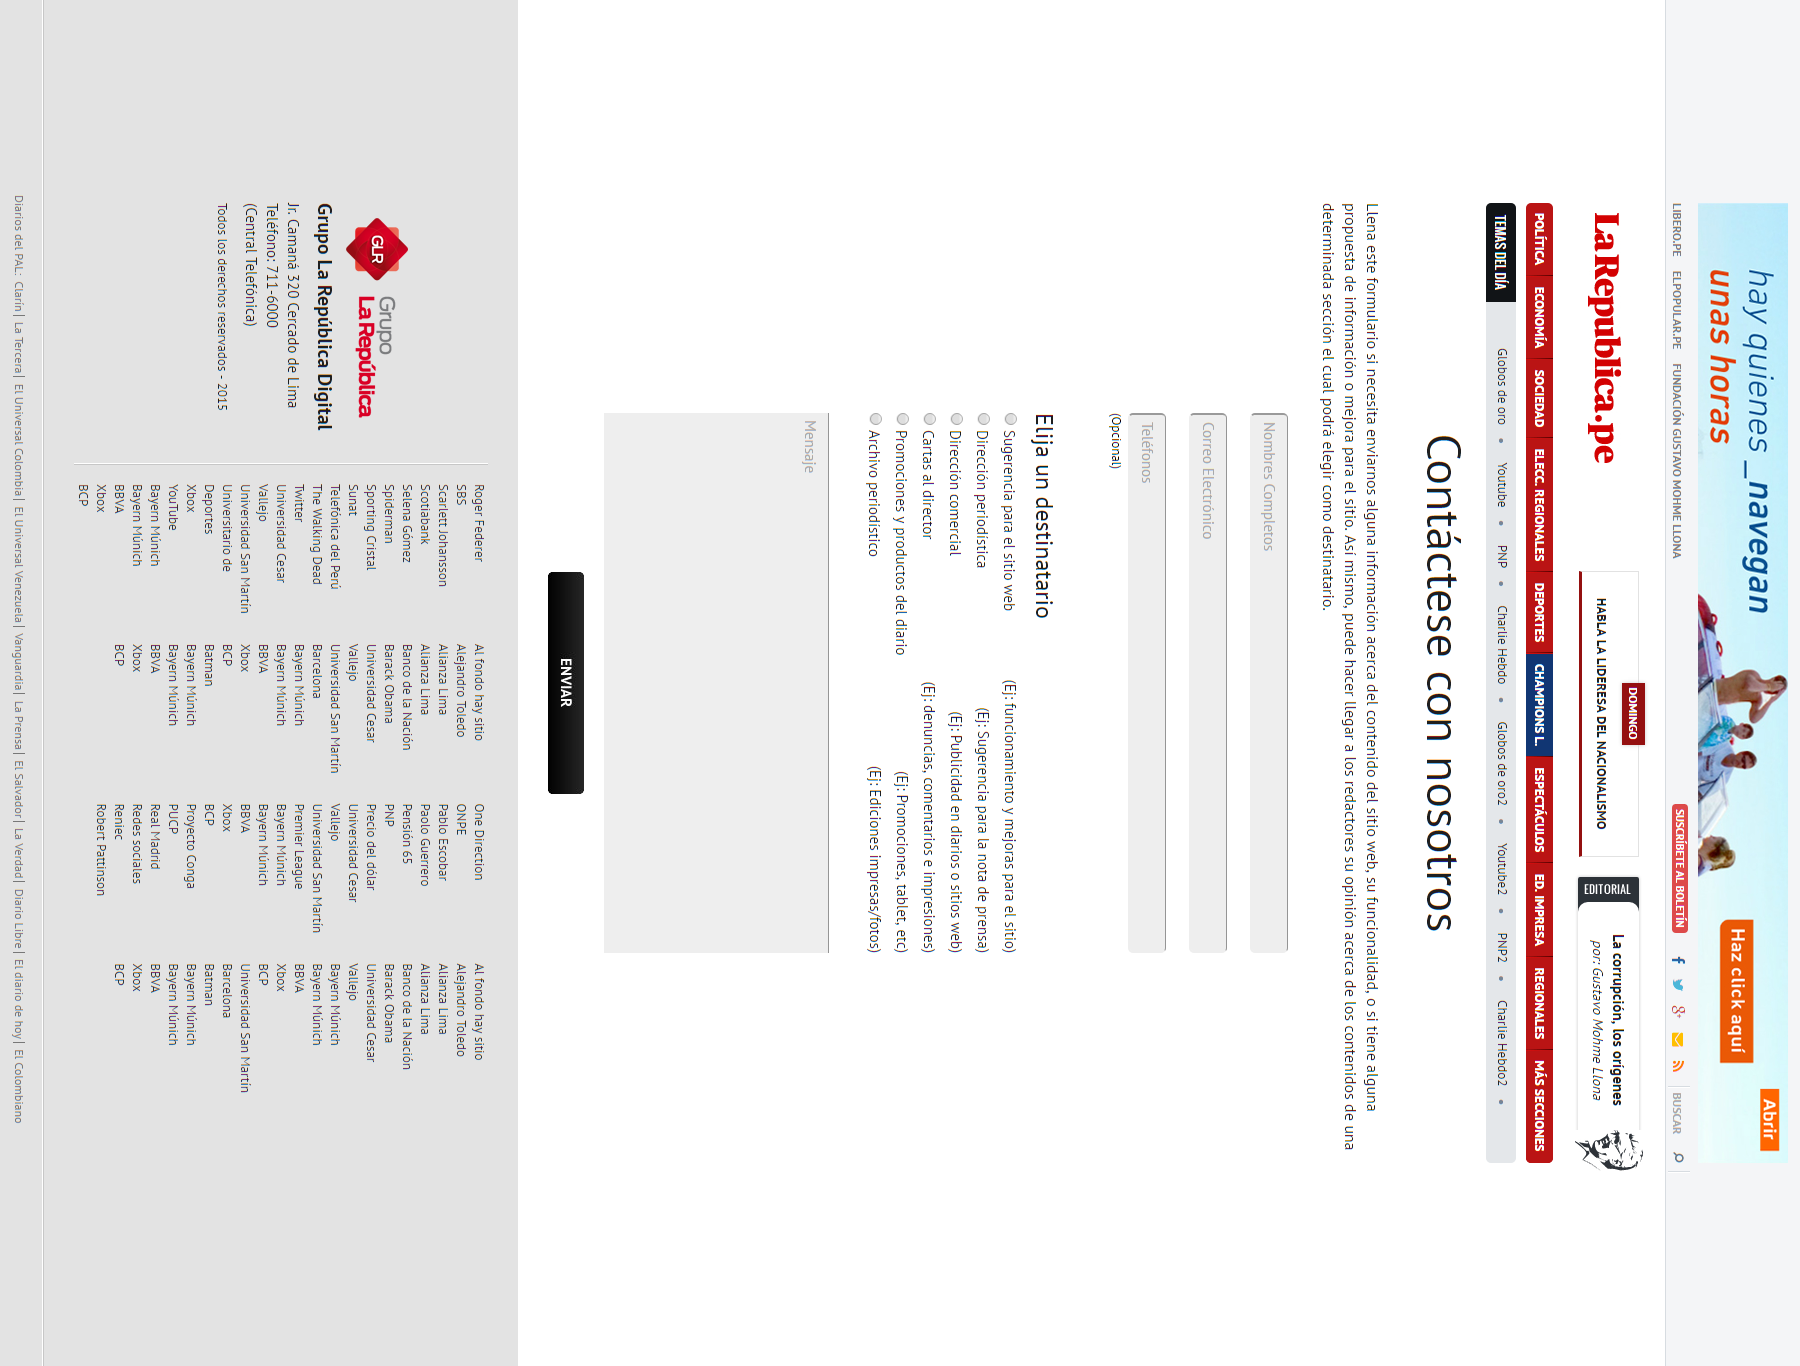 hay quienes _navegan
unas horas
Haz click aquí
Abrir
LIBERO.PE ELPOPULAR.PE FUNDACIÓN GUSTAVO MOHME LLONA SUSCRÍBETE AL BOLETÍN BUSCAR
LaRepublica.pe
DOMINGO
HABLA LA LIDERESA DEL NACIONALISMO
EDITORIAL
La corrupción, los orígenes
por: Gustavo Mohme Llona
POLÍTICA ECONOMÍA SOCIEDAD ELEC. REGIONALES DEPORTES CHAMPIONS L. ESPECTÁCULOS ED. IMPRESA REGIONALES MÁS SECCIONES
TEMAS DEL DÍA Globos de oro • Youtube • PNP • Charlie Hebdo • Globos de oro2 • Youtube2 • PNP2 • Charlie Hebdo2 •
Contáctese con nosotros
Llena este formulario si necesita enviarnos alguna información acerca del contenido del sitio web, su funcionalidad, o si tiene alguna
propuesta de información o mejora para el sitio. Así mismo, puede hacer llegar a los redactores su opinión acerca de los contenidos de una
determinada sección el cual podrá elegir como destinatario.
Nombres Completos
Correo Electrónico
Teléfonos
(Opcional)
Elija un destinatario
Sugerencia para el sitio web (Ej: funcionamiento y mejoras para el sitio)
Dirección periodística (Ej: Sugerencia para la nota de prensa)
Dirección comercial (Ej: Publicidad en diarios o sitios web)
Cartas al director (Ej: denuncias, comentarios e impresiones)
Promociones y productos del diario (Ej: Promociones, tablet, etc)
Archivo periodístico (Ej: Ediciones impresas/fotos)
Mensaje
ENVIAR
GLR
Grupo
La República
Grupo La República Digital
Jr. Camaná 320 Cercado de Lima
Teléfono: 711-6000
(Central Telefónica)
Todos los derechos reservados - 2015
Roger Federer
SBS
Scarlett Johansson
Scotiabank
Selena Gómez
Spiderman
Sporting Cristal
Sunat
Telefónica del Perú
The Walking Dead
Twitter
Universidad Cesar
Vallejo
Universidad San Martín
Universitario de
Deportes
Xbox
YouTube
Bayern Múnich
Bayern Múnich
BBVA
Xbox
BCP
Al fondo hay sitio
Alejandro Toledo
Alianza Lima
Alianza Lima
Banco de la Nación
Barack Obama
Universidad Cesar
Vallejo
Universidad San Martín
Barcelona
Bayern Múnich
Bayern Múnich
BBVA
Xbox
BCP
Batman
Bayern Múnich
Bayern Múnich
BBVA
Xbox
BCP
One Direction
ONPE
Pablo Escobar
Paolo Guerrero
Pensión 65
PNP
Precio del dólar
Universidad Cesar
Vallejo
Universidad San Martín
Premier League
Bayern Múnich
Bayern Múnich
BBVA
Xbox
BCP
Proyecto Conga
PUCP
Real Madrid
Redes sociales
Reniec
Robert Pattinson
Al fondo hay sitio
Alejandro Toledo
Alianza Lima
Alianza Lima
Banco de la Nación
Barack Obama
Universidad Cesar
Vallejo
Bayern Múnich
Bayern Múnich
BBVA
Xbox
BCP
Universidad San Martín
Barcelona
Batman
Bayern Múnich
Bayern Múnich
BBVA
Xbox
BCP
Diarios del PAL: Clarín | La Tercera | El Universal Colombia | El Universal Venezuela | Vanguardia | La Prensa | El Salvador | La Verdad | Diario Libre | El diario de hoy | El Colombiano